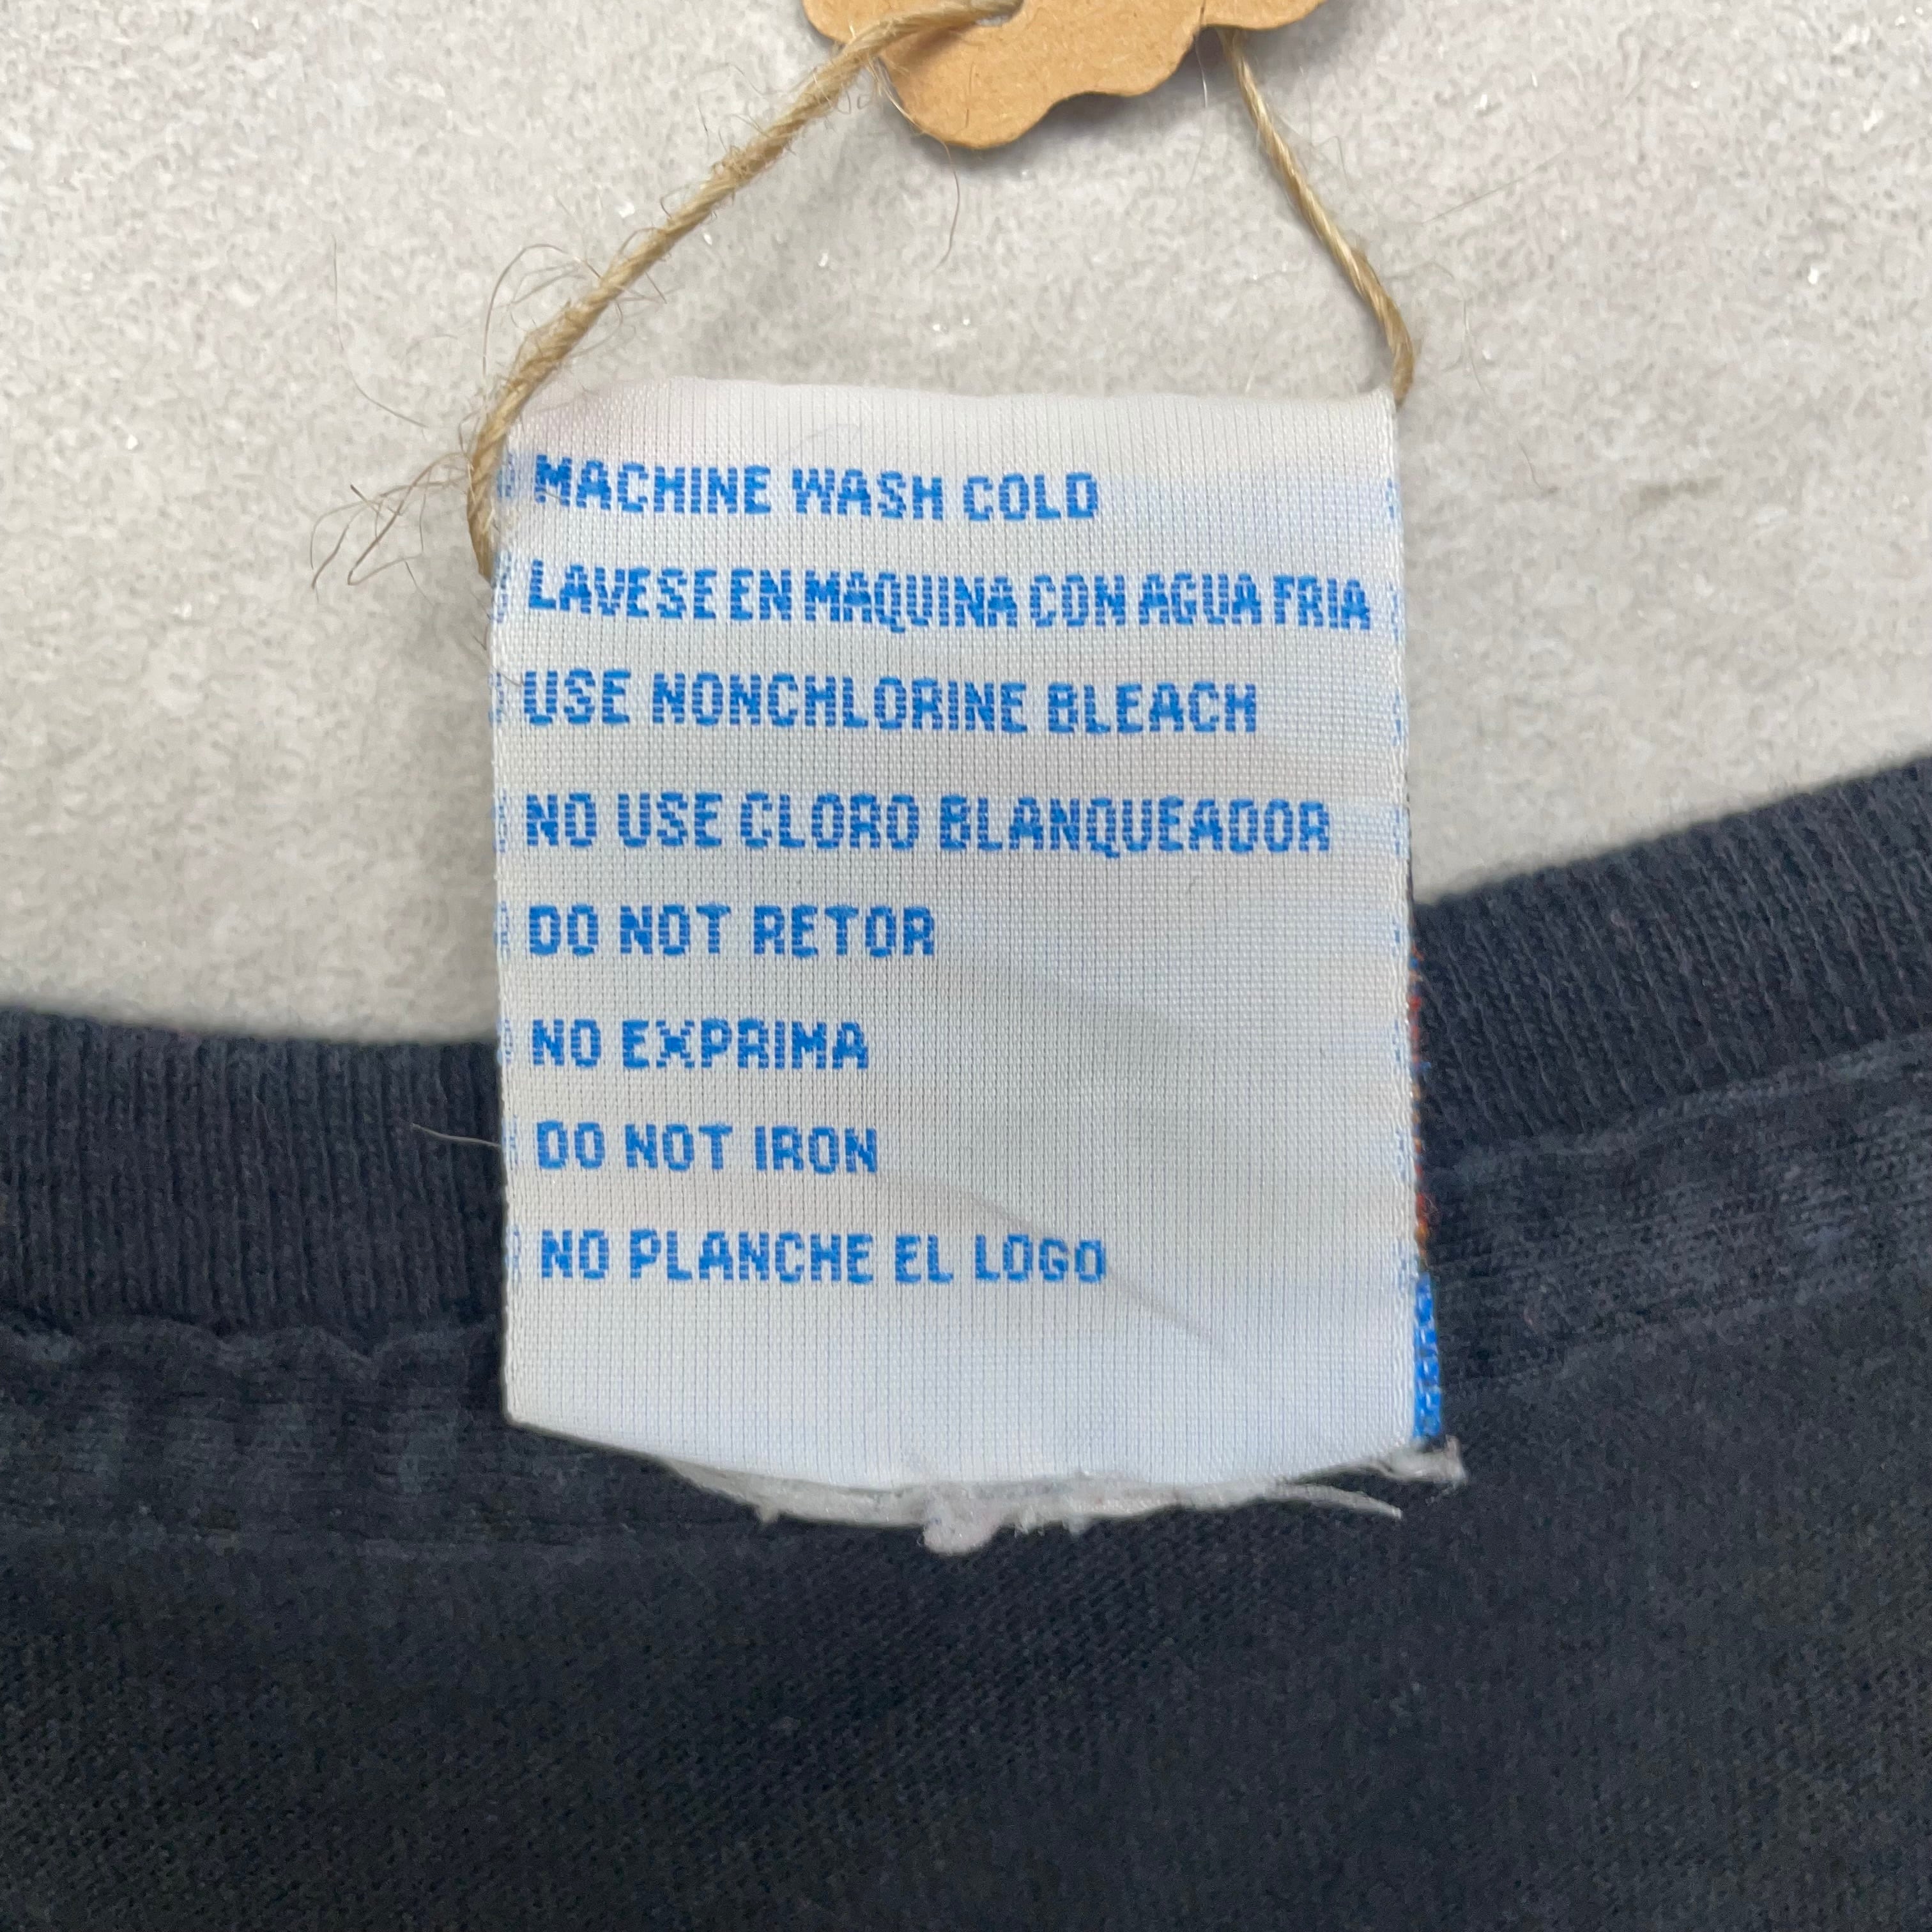 MACHINE WASH COLD
LAVESE EN MAQUINA CON AGUA FRIA
USE NONCHLORINE BLEACH
NO USE CLORO BLANQUEADOR
DO NOT RETOR
NO EXPRIMA
DO NOT IRON
NO PLANCHE EL LOGO